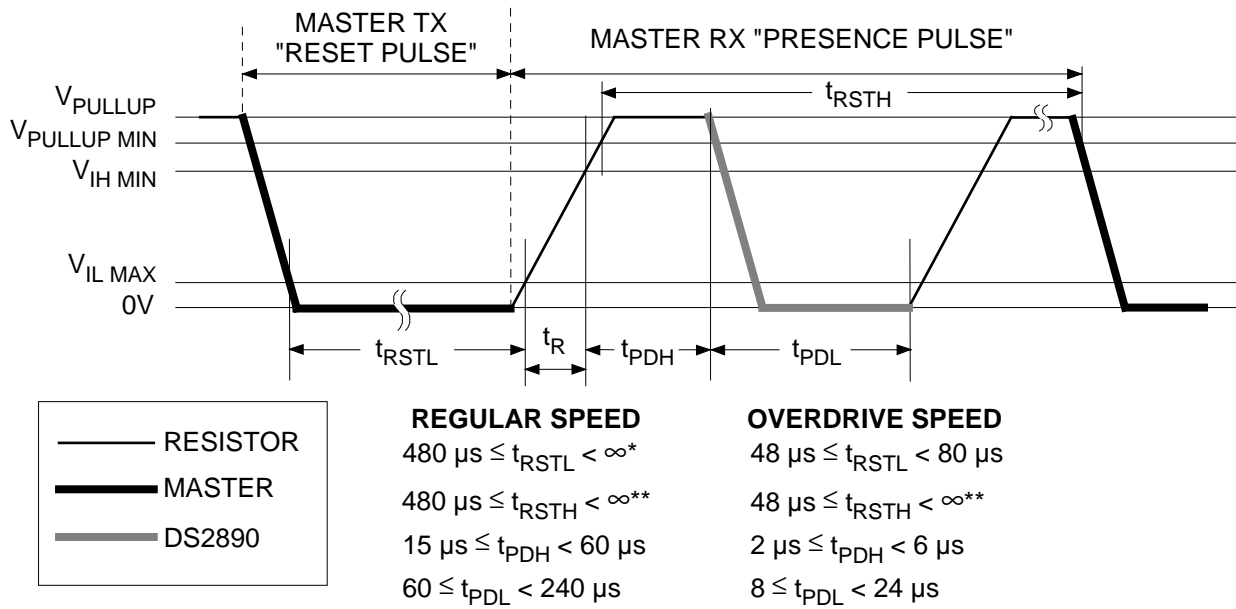 MASTER TX
"RESET PULSE"
MASTER RX "PRESENCE PULSE"
tRSTH
VPULLUP
VPULLUP MIN
VIH MIN
VIL MAX
0V
tRSTL
tR
tPDH
tPDL
RESISTOR
MASTER
DS2890
REGULAR SPEED
480 µs ≤ tRSTL < ∞*
480 µs ≤ tRSTH < ∞**
15 µs ≤ tPDH < 60 µs
60 ≤ tPDL < 240 µs
OVERDRIVE SPEED
48 µs ≤ tRSTL < 80 µs
48 µs ≤ tRSTH < ∞**
2 µs ≤ tPDH < 6 µs
8 ≤ tPDL < 24 µs